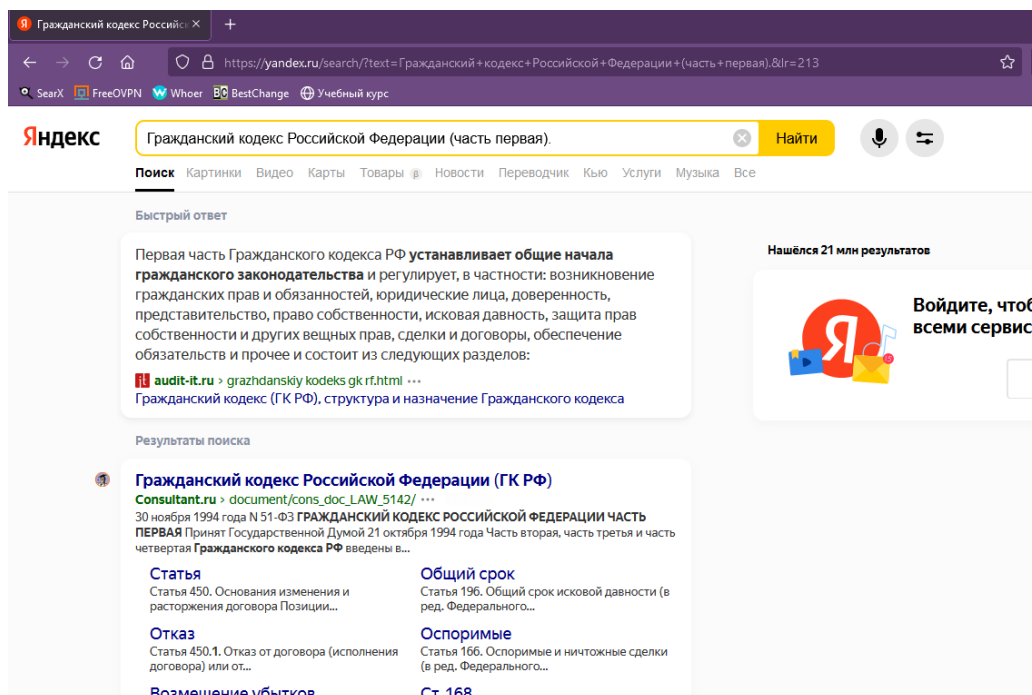 Гражданский кодекс Российс
https://yandex.ru/search/?text=Гражданский+кодекс+Российской+Федерации+(часть+первая).&lr=213
SearX FreeOVPN Whoer BestChange Учебный курс
Яндекс Гражданский кодекс Российской Федерации (часть первая). Найти
Поиск Картинки Видео Карты Товары β Новости Переводчик Кью Услуги Музыка Все
Быстрый ответ
Первая часть Гражданского кодекса РФ устанавливает общие начала
гражданского законодательства и регулирует, в частности: возникновение
гражданских прав и обязанностей, юридические лица, доверенность,
представительство, право собственности, исковая давность, защита прав
собственности и других вещных прав, сделки и договоры, обеспечение
обязательств и прочее и состоит из следующих разделов:
audit-it.ru › grazhdanskiy kodeks gk rf.html ···
Гражданский кодекс (ГК РФ), структура и назначение Гражданского кодекса
Нашёлся 21 млн результатов
Войдите, чтоб
всеми сервис
Результаты поиска
Гражданский кодекс Российской Федерации (ГК РФ)
Consultant.ru › document/cons_doc_LAW_5142/ ···
30 ноября 1994 года N 51-ФЗ ГРАЖДАНСКИЙ КОДЕКС РОССИЙСКОЙ ФЕДЕРАЦИИ ЧАСТЬ
ПЕРВАЯ Принят Государственной Думой 21 октября 1994 года Часть вторая, часть третья и часть
четвертая Гражданского кодекса РФ введены в...
Статья
Статья 450. Основания изменения и
расторжения договора Позиции...
Общий срок
Статья 196. Общий срок исковой давности (в
ред. Федерального...
Отказ
Статья 450.1. Отказ от договора (исполнения
договора) или от...
Оспоримые
Статья 166. Оспоримые и ничтожные сделки
(в ред. Федерального...
Возмещение убытков
Ст. 168